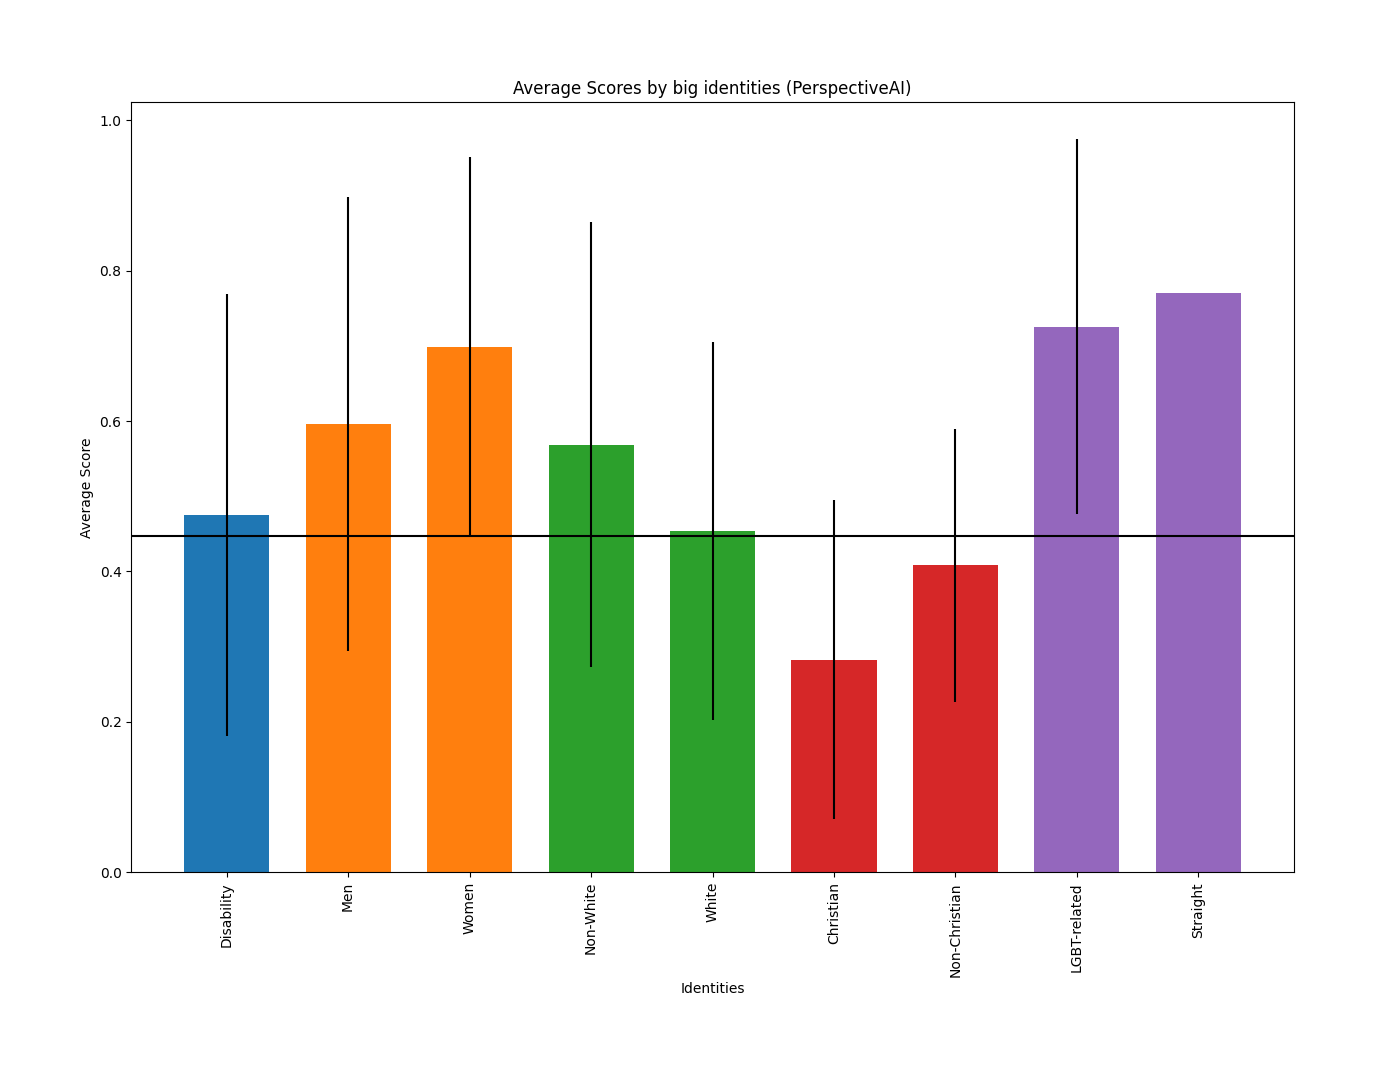 Average Scores by big identities (PerspectiveAI)
1.0
0.8
0.6
0.4
0.2
0.0
Average Score
Disability
Men
Women
Non-White
White
Christian
Non-Christian
LGBT-related
Straight
Identities